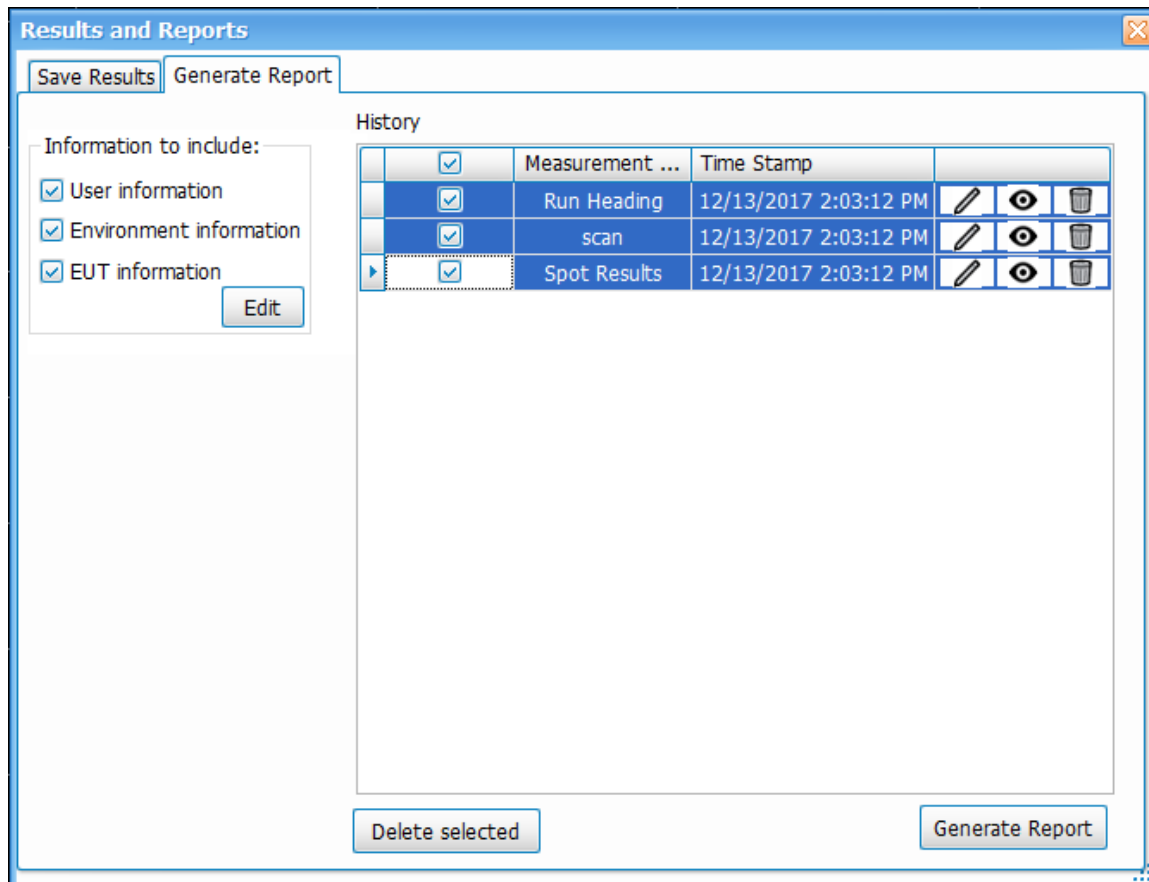 Results and Reports
Save Results Generate Report
History
Information to include:
Measurement ... Time Stamp
User information
Run Heading 12/13/2017 2:03:12 PM
Environment information
scan 12/13/2017 2:03:12 PM
EUT information
Spot Results 12/13/2017 2:03:12 PM
Edit
Delete selected
Generate Report